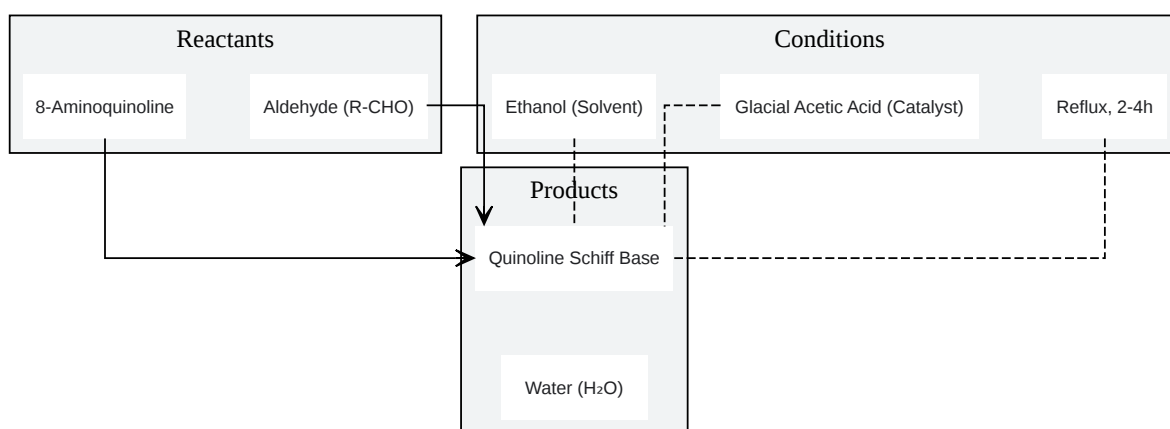 Reactants
Conditions
8-Aminoquinoline
Aldehyde (R-CHO)
Ethanol (Solvent)
Glacial Acetic Acid (Catalyst)
Reflux, 2-4h
Products
Quinoline Schiff Base
Water (H₂O)